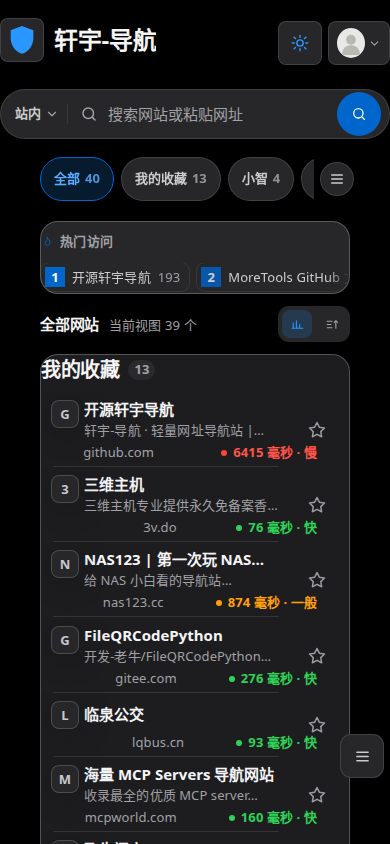 轩宇-导航
站内 搜索网站或粘贴网址
全部 40 我的收藏 13 小智 4
热门访问
1 开源轩宇导航 193 2 MoreTools GitHub
全部网站 当前视图 39 个
我的收藏 13
G 开源轩宇导航
轩宇-导航 · 轻量网址导航站 |...
github.com 6415 毫秒 · 慢
3 三维主机
三维主机专业提供永久免备案香...
3v.do 76 毫秒 · 快
N NAS123 | 第一次玩 NAS...
给 NAS 小白看的导航站...
nas123.cc 874 毫秒 · 一般
G FileQRCodePython
开发-老牛/FileQRCodePython...
gitee.com 276 毫秒 · 快
L 临泉公交
lqbus.cn 93 毫秒 · 快
M 海量 MCP Servers 导航网站
收录最全的优质 MCP server...
mcpworld.com 160 毫秒 · 快